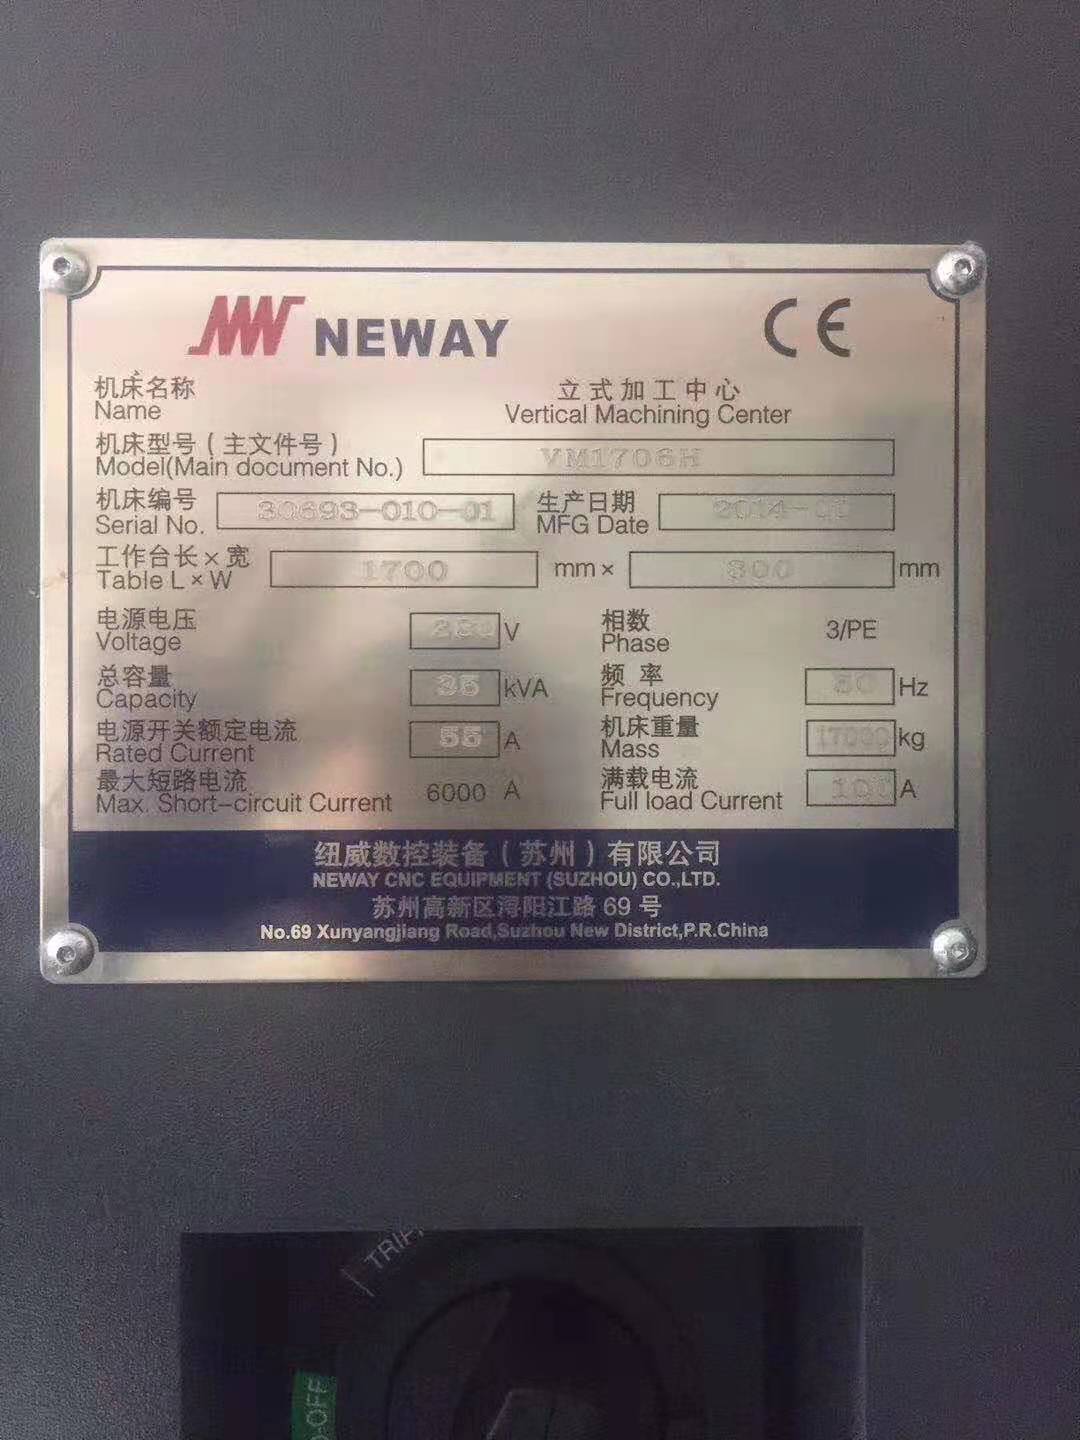 NEWAY CE
机床名称 立式加工中心
Name Vertical Machining Center
机床型号(主文件号)
Model(Main document No.) VM1706H
机床编号 生产日期
Serial No. 30693-010-01 MFG Date
工作台长×宽
Table L×W 1700 mm× 800 mm
电源电压 相数
Voltage V Phase 3/PE
总容量 频率
Capacity 35 kVA Frequency Hz
电源开关额定电流 机床重量
Rated Current 55 A Mass 17000 kg
最大短路电流 满载电流
Max. Short-circuit Current 6000 A Full load Current A
纽威数控装备(苏州)有限公司
NEWAY CNC EQUIPMENT (SUZHOU) CO.,LTD.
苏州高新区浔阳江路 69 号
No.69 Xunyangjiang Road,Suzhou New District,P.R.China